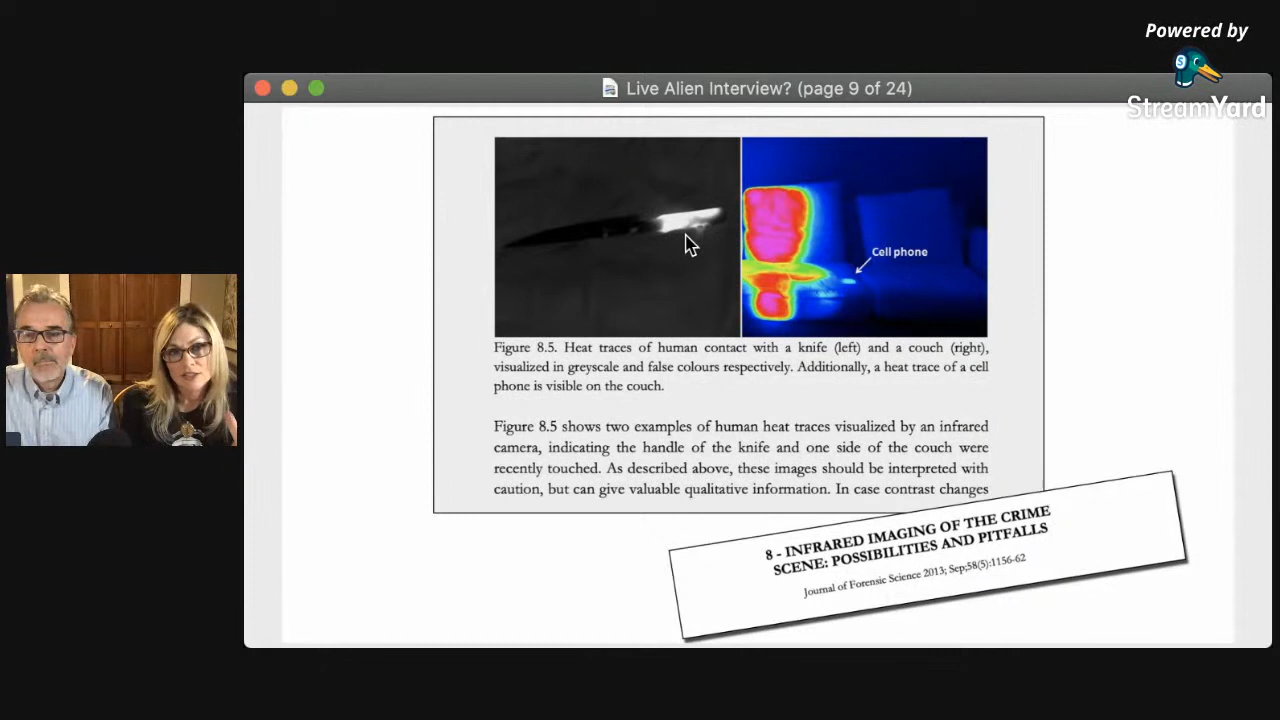 Powered by
StreamYard
Live Alien Interview? (page 9 of 24)
Cell phone
Figure 8.5. Heat traces of human contact with a knife (left) and a couch (right),
visualized in greyscale and false colours respectively. Additionally, a heat trace of a cell
phone is visible on the couch.
Figure 8.5 shows two examples of human heat traces visualized by an infrared
camera, indicating the handle of the knife and one side of the couch were
recently touched. As described above, these images should be interpreted with
caution, but can give valuable qualitative information. In case contrast changes
8 - INFRARED IMAGING OF THE CRIME
SCENE: POSSIBILITIES AND PITFALLS
Journal of Forensic Science 2013; Sep;58(5):1156-62